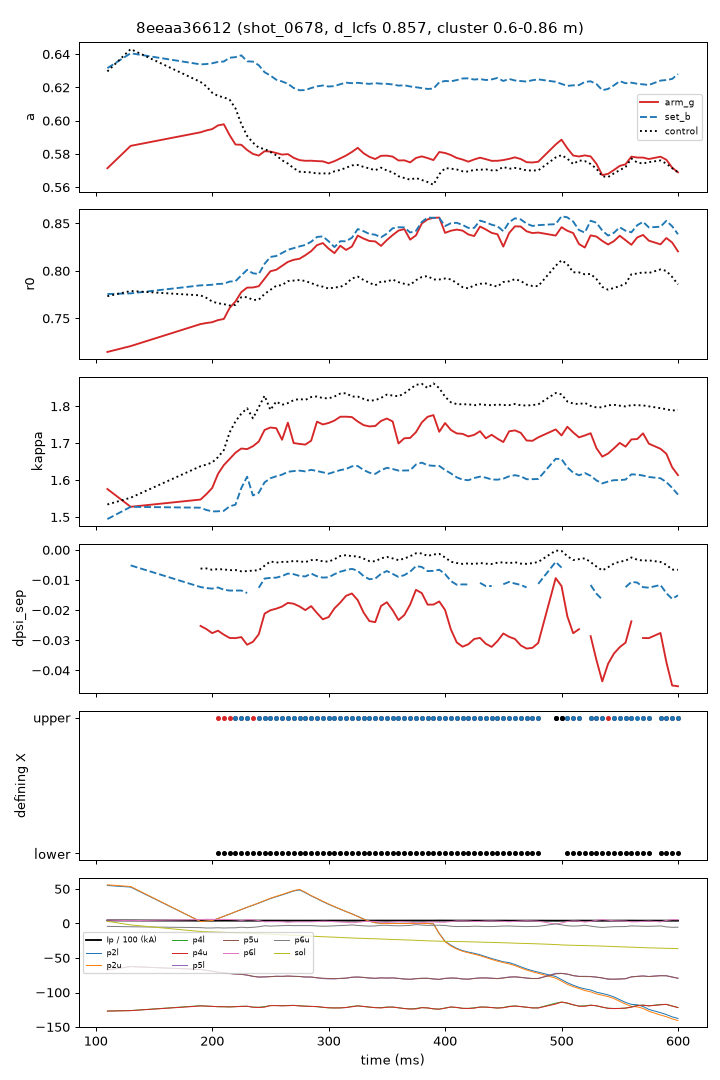 8eeaa36612 (shot_0678, d_lcfs 0.857, cluster 0.6-0.86 m)
0.64
0.62
0.60
0.58
0.56
a
arm_g
set_b
control
0.85
0.80
0.75
r0
1.8
1.7
1.6
1.5
kappa
0.00
−0.01
−0.02
−0.03
−0.04
dpsi_sep
upper
lower
defining X
50
0
−50
−100
−150
Ip / 100 (kA)
p2l
p2u
p4l
p4u
p5l
p5u
p6l
p6u
sol
100 200 300 400 500 600
time (ms)